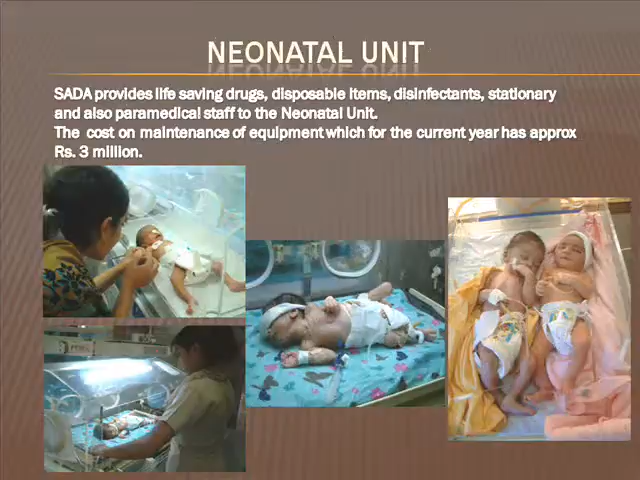 NEONATAL UNIT
SADA provides life saving drugs, disposable items, disinfectants, stationary
and also paramedical staff to the Neonatal Unit.
The cost on maintenance of equipment which for the current year has approx
Rs. 3 million.